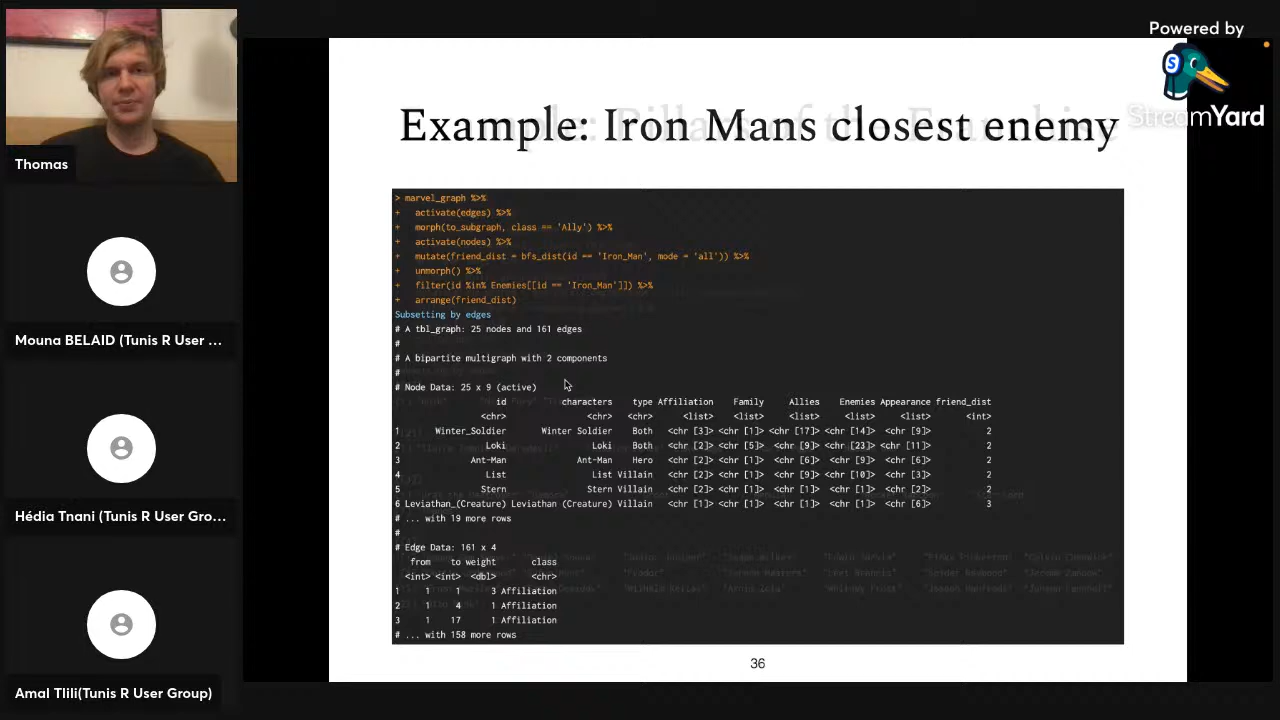 Powered by
StreamYard
Thomas
Mouna BELAID (Tunis R User ...
Hédia Tnani (Tunis R User Gro...
Amal Tlili(Tunis R User Group)
Example: Iron Mans closest enemy
> marvel_graph %>%
+ activate(edges) %>%
+ morph(to_subgraph, class == 'Ally') %>%
+ activate(nodes) %>%
+ mutate(friend_dist = bfs_dist(id == 'Iron_Man', mode = 'all')) %>%
+ unmorph() %>%
+ filter(id %in% Enemies[[id == 'Iron_Man']]) %>%
+ arrange(friend_dist)
Subsetting by edges
# A tbl_graph: 25 nodes and 161 edges
#
# A bipartite multigraph with 2 components
#
# Node Data: 25 x 9 (active)
id characters type Affiliation Family Allies Enemies Appearance friend_dist
<chr> <chr> <chr> <list> <list> <list> <list> <list> <int>
1 Winter_Soldier Winter Soldier Both <chr [3]> <chr [1]> <chr [17]> <chr [14]> <chr [9]> 2
2 Loki Loki Both <chr [2]> <chr [5]> <chr [9]> <chr [23]> <chr [11]> 2
3 Ant-Man Ant-Man Hero <chr [2]> <chr [1]> <chr [6]> <chr [9]> <chr [6]> 2
4 List List Villain <chr [2]> <chr [1]> <chr [9]> <chr [10]> <chr [3]> 2
5 Stern Stern Villain <chr [2]> <chr [1]> <chr [1]> <chr [1]> <chr [2]> 2
6 Leviathan_(Creature) Leviathan (Creature) Villain <chr [1]> <chr [1]> <chr [1]> <chr [1]> <chr [6]> 3
# ... with 19 more rows
#
# Edge Data: 161 x 4
from to weight class
<int> <int> <dbl> <chr>
1 1 1 3 Affiliation
2 1 4 1 Affiliation
3 1 17 1 Affiliation
# ... with 158 more rows
36